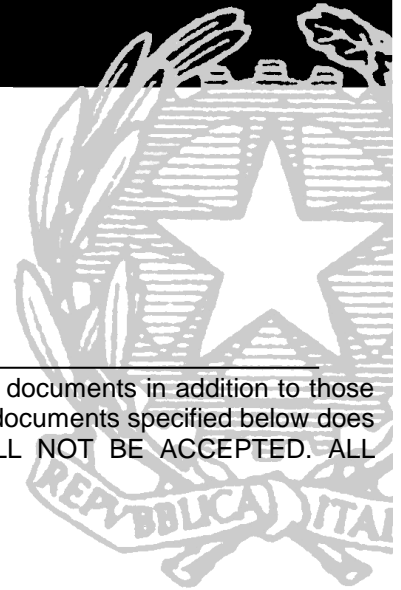 documents in addition to those
documents specified below does
LL NOT BE ACCEPTED. ALL
REPVBBLICA ITAL